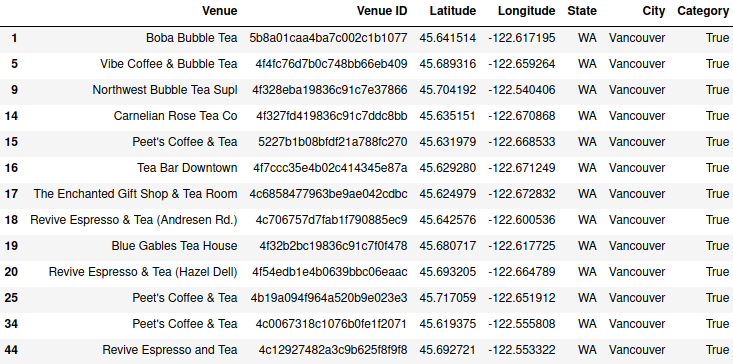 Venue Venue ID Latitude Longitude State City Category
1 Boba Bubble Tea 5b8a01caa4ba7c002c1b1077 45.641514 -122.617195 WA Vancouver True
5 Vibe Coffee & Bubble Tea 4f4fc76d7b0c748bb66eb409 45.689316 -122.659264 WA Vancouver True
9 Northwest Bubble Tea Supl 4f328eba19836c91c7e37866 45.704192 -122.540406 WA Vancouver True
14 Carnelian Rose Tea Co 4f327fd419836c91c7ddc8bb 45.635151 -122.670868 WA Vancouver True
15 Peet's Coffee & Tea 5227b1b08bfdf21a788fc270 45.631979 -122.668533 WA Vancouver True
16 Tea Bar Downtown 4f7ccc35e4b02c414345e87a 45.629280 -122.671249 WA Vancouver True
17 The Enchanted Gift Shop & Tea Room 4c6858477963be9ae042cdbc 45.624979 -122.672832 WA Vancouver True
18 Revive Espresso & Tea (Andresen Rd.) 4c706757d7fab1f790885ec9 45.642576 -122.600536 WA Vancouver True
19 Blue Gables Tea House 4f32b2bc19836c91c7f0f478 45.680717 -122.617725 WA Vancouver True
20 Revive Espresso & Tea (Hazel Dell) 4f54edb1e4b0639bbc06eaac 45.693205 -122.664789 WA Vancouver True
25 Peet's Coffee & Tea 4b19a094f964a520b9e023e3 45.717059 -122.651912 WA Vancouver True
34 Peet's Coffee & Tea 4c0067318c1076b0fe1f2071 45.619375 -122.555808 WA Vancouver True
44 Revive Espresso and Tea 4c12927482a3c9b625f8f9f8 45.692721 -122.553322 WA Vancouver True